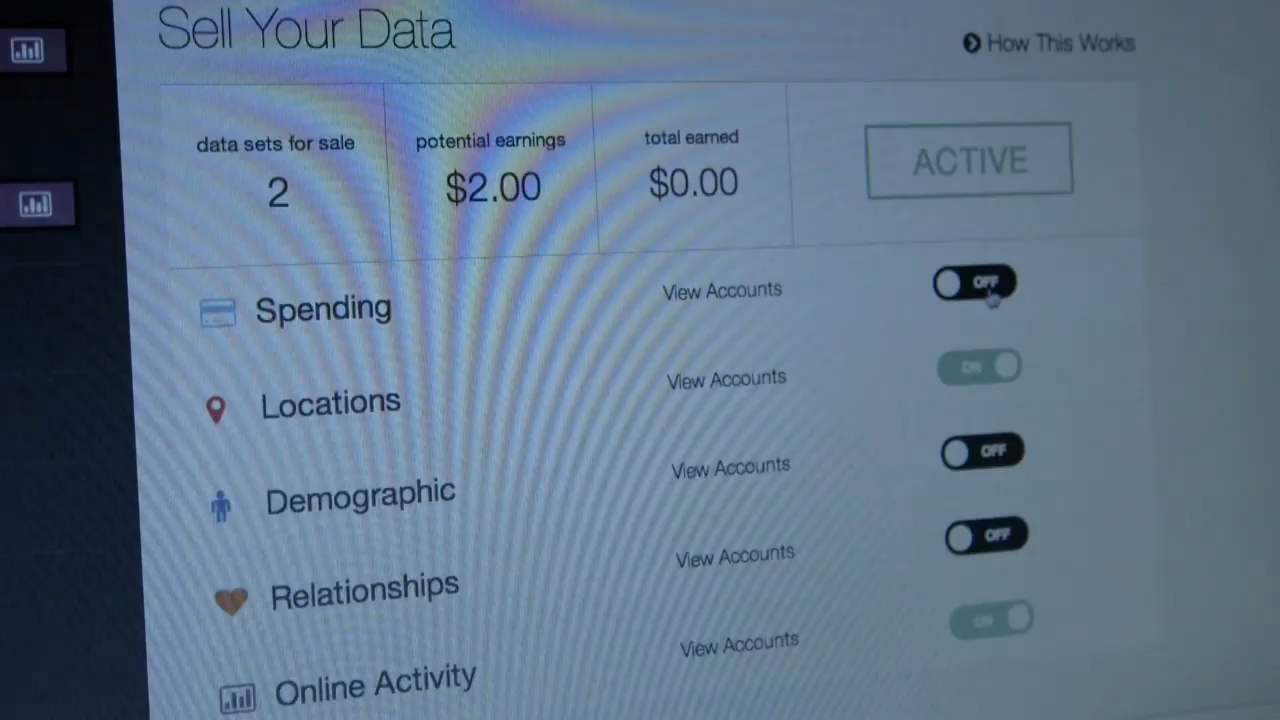 Sell Your Data
How This Works
data sets for sale
2
potential earnings
$2.00
total earned
$0.00
ACTIVE
Spending
View Accounts
OFF
Locations
View Accounts
ON
Demographic
View Accounts
OFF
Relationships
View Accounts
OFF
Online Activity
View Accounts
ON